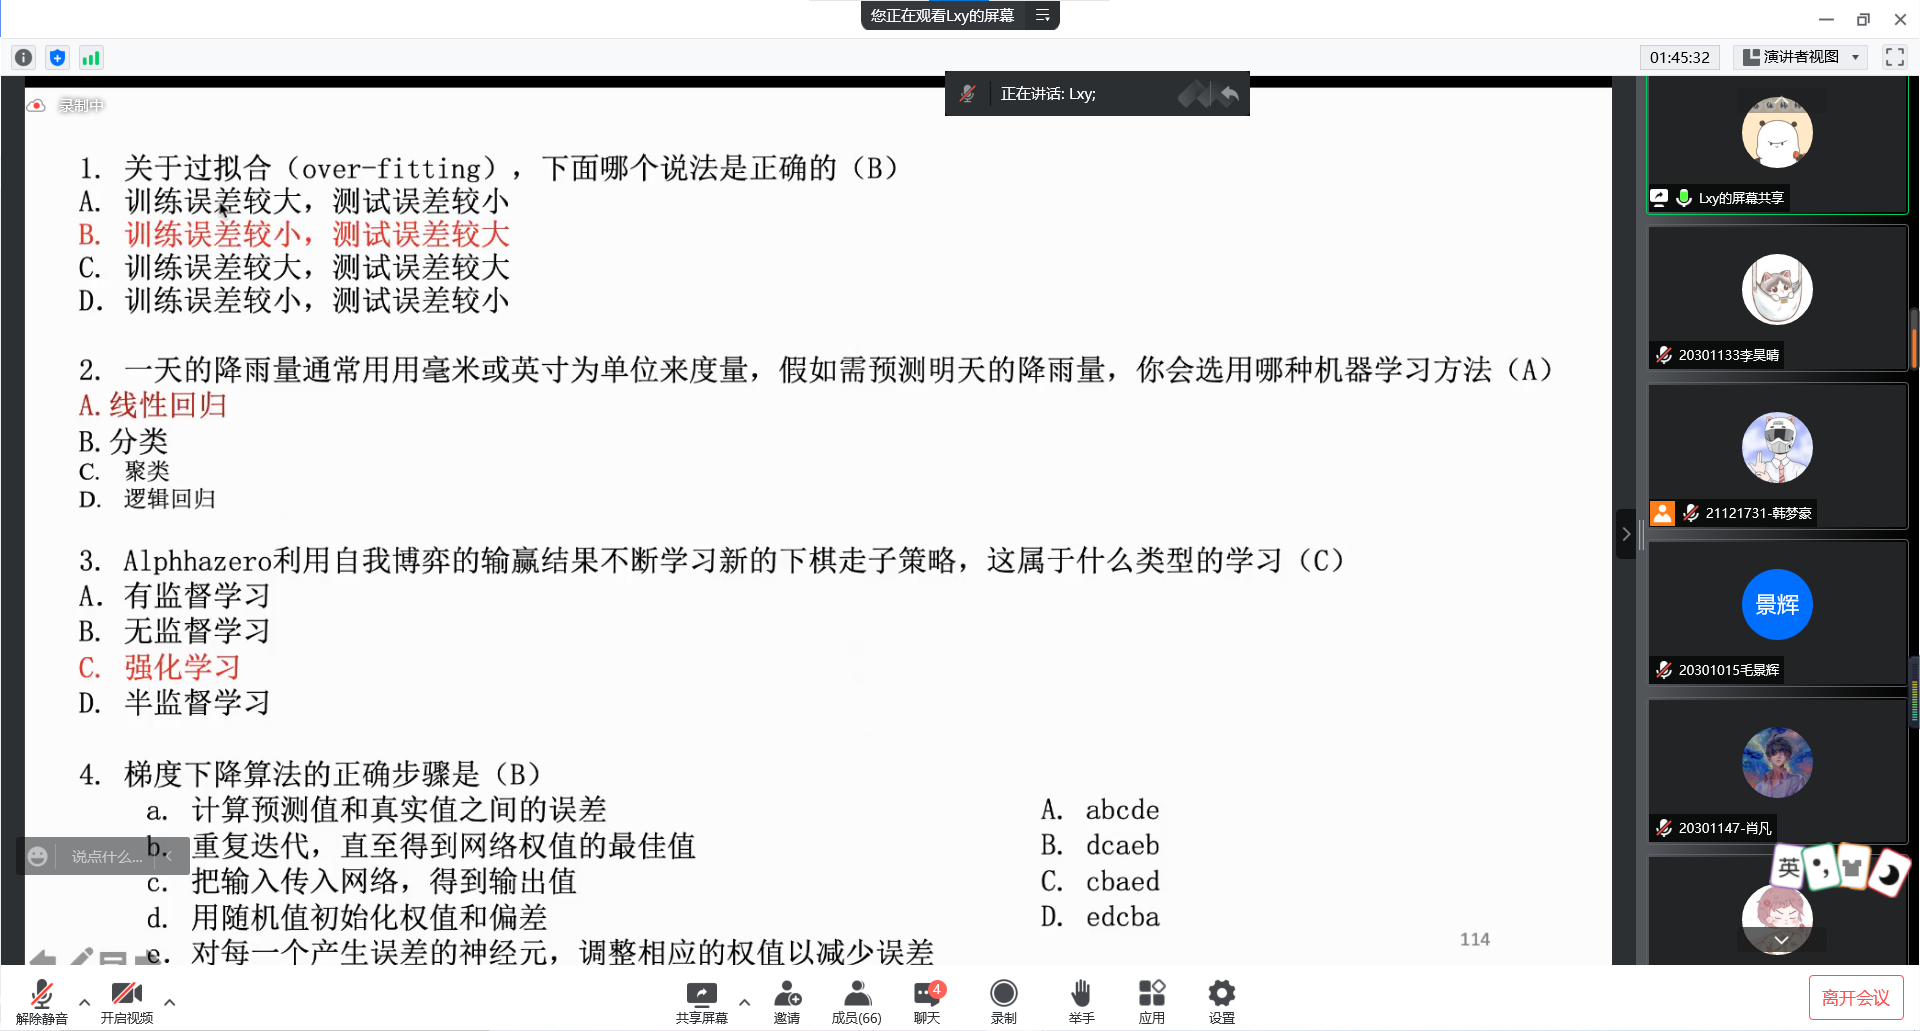 您正在观看Lxy的屏幕
01:45:32
演讲者视图
录制中
正在讲话: Lxy;
1. 关于过拟合（over-fitting），下面哪个说法是正确的（B）
A. 训练误差较大，测试误差较小
B. 训练误差较小，测试误差较大
C. 训练误差较大，测试误差较大
D. 训练误差较小，测试误差较小
2. 一天的降雨量通常用用毫米或英寸为单位来度量，假如需预测明天的降雨量，你会选用哪种机器学习方法（A）
A. 线性回归
B. 分类
C. 聚类
D. 逻辑回归
3. Alphhazero利用自我博弈的输赢结果不断学习新的下棋走子策略，这属于什么类型的学习（C）
A. 有监督学习
B. 无监督学习
C. 强化学习
D. 半监督学习
4. 梯度下降算法的正确步骤是（B）
a. 计算预测值和真实值之间的误差
b. 重复迭代，直至得到网络权值的最佳值
c. 把输入传入网络，得到输出值
d. 用随机值初始化权值和偏差
e. 对每一个产生误差的神经元，调整相应的权值以减少误差
A. abcde
B. dcaeb
C. cbaed
D. edcba
114
说点什么...
Lxy的屏幕共享
20301133李昊晴
21121731-韩梦豪
景辉
20301015毛景辉
20301147-肖凡
英
解除静音
开启视频
共享屏幕
邀请
成员(66)
4
聊天
录制
举手
应用
设置
离开会议